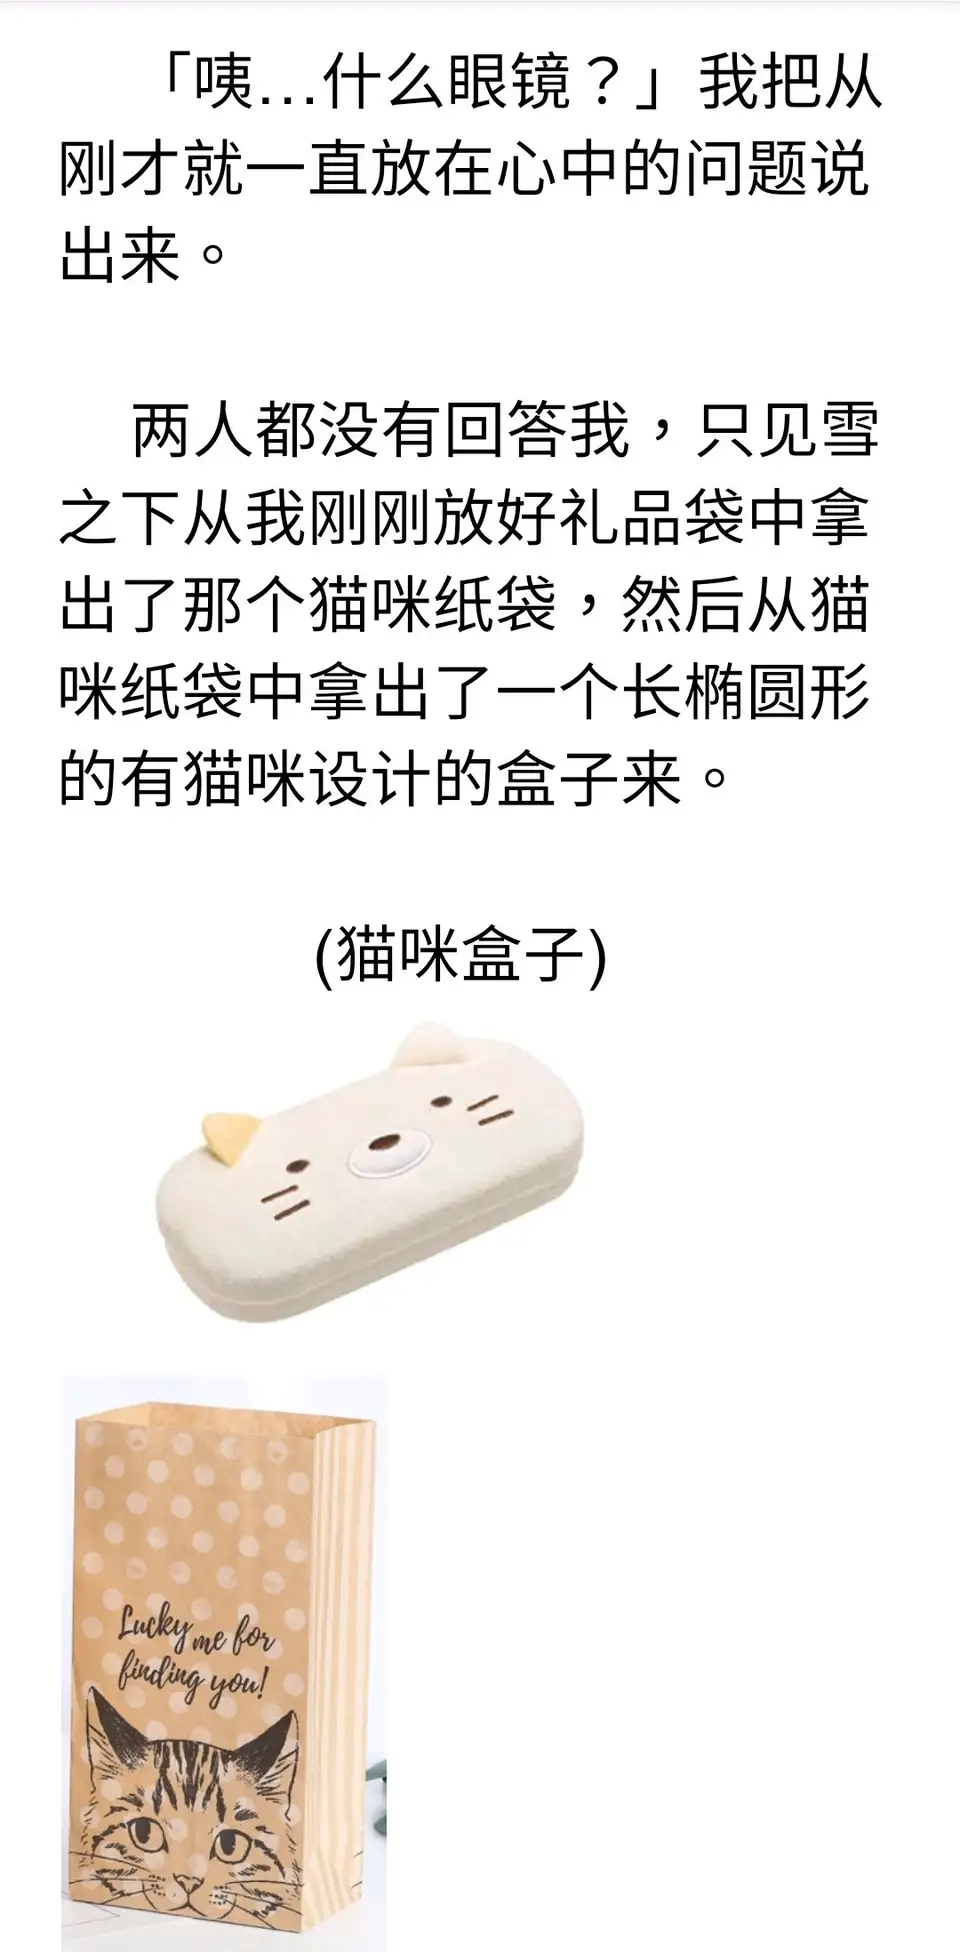 「咦…什么眼镜？」我把从
刚才就一直放在心中的问题说
出来。
两人都没有回答我，只见雪
之下从我刚刚放好礼品袋中拿
出了那个猫咪纸袋，然后从猫
咪纸袋中拿出了一个长椭圆形
的有猫咪设计的盒子来。
(猫咪盒子)
Lucky me for
finding you!